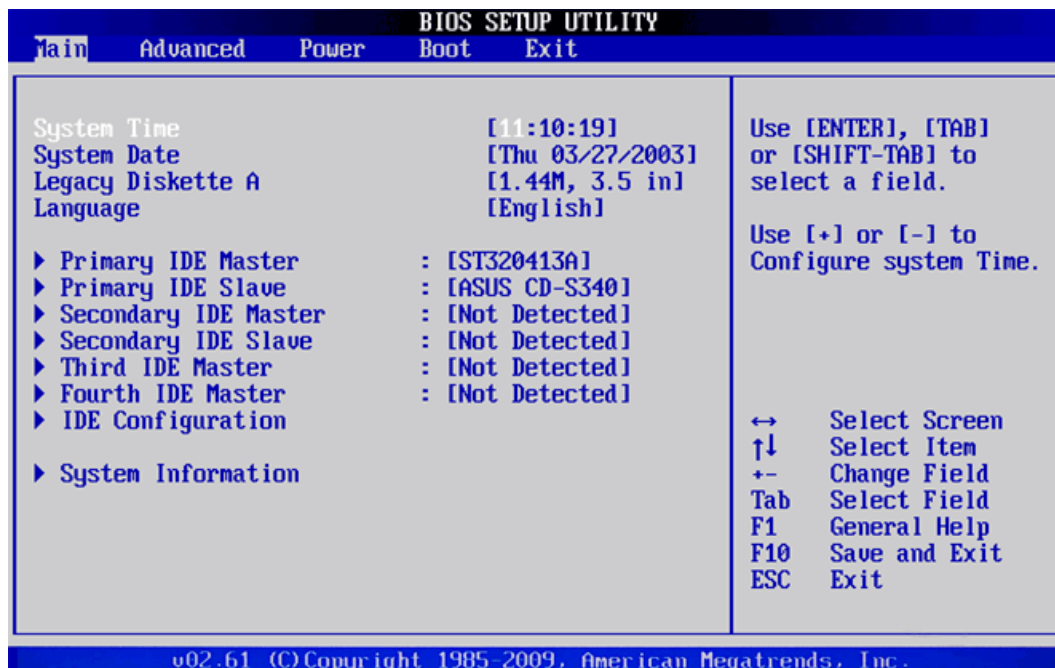 BIOS SETUP UTILITY
Main Advanced Power Boot Exit
System Time [11:10:19]
System Date [Thu 03/27/2003]
Legacy Diskette A [1.44M, 3.5 in]
Language [English]
Primary IDE Master : [ST320413A]
Primary IDE Slave : [ASUS CD-S340]
Secondary IDE Master : [Not Detected]
Secondary IDE Slave : [Not Detected]
Third IDE Master : [Not Detected]
Fourth IDE Master : [Not Detected]
IDE Configuration
System Information
Use [ENTER], [TAB]
or [SHIFT-TAB] to
select a field.
Use [+] or [-] to
Configure system Time.
↔ Select Screen
↑↓ Select Item
+- Change Field
Tab Select Field
F1 General Help
F10 Save and Exit
ESC Exit
v02.61 (C)Copyright 1985-2009, American Megatrends, Inc.